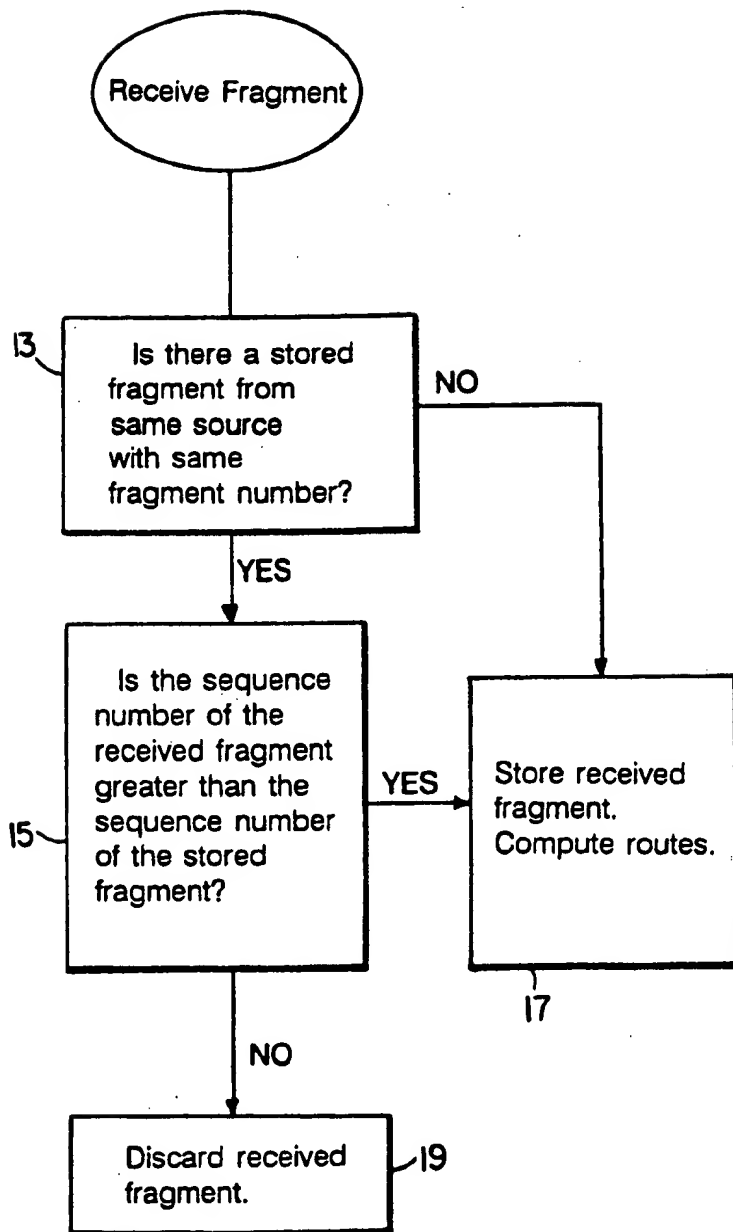 Receive Fragment
13
Is there a stored
fragment from
same source
with same
fragment number?
NO
YES
15
Is the sequence
number of the
received fragment
greater than the
sequence number
of the stored
fragment?
YES
Store received
fragment.
Compute routes.
17
NO
Discard received
fragment.
19